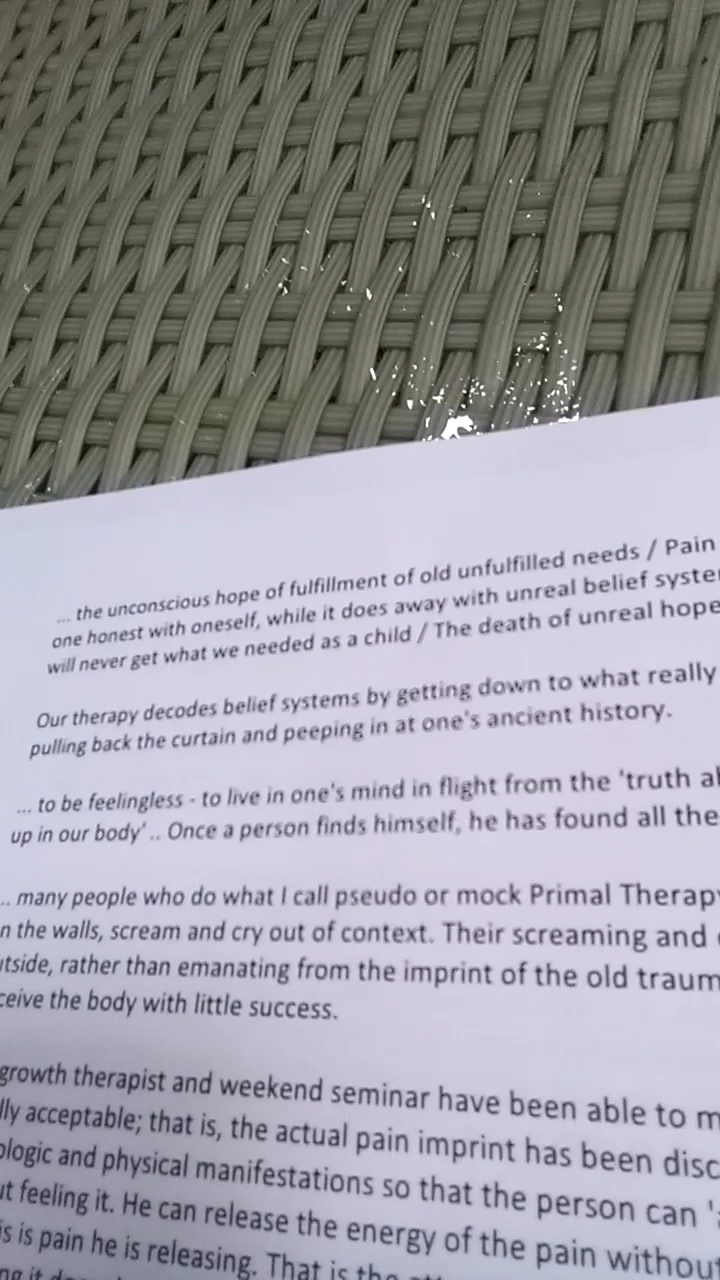 ... the unconscious hope of fulfillment of old unfulfilled needs / Pain
one honest with oneself, while it does away with unreal belief syste
will never get what we needed as a child / The death of unreal hope
Our therapy decodes belief systems by getting down to what really
pulling back the curtain and peeping in at one's ancient history.
... to be feelingless - to live in one's mind in flight from the 'truth al
up in our body' .. Once a person finds himself, he has found all the
.. many people who do what I call pseudo or mock Primal Therapy
n the walls, scream and cry out of context. Their screaming and
utside, rather than emanating from the imprint of the old traum
ceive the body with little success.
growth therapist and weekend seminar have been able to m
lly acceptable; that is, the actual pain imprint has been disc
ologic and physical manifestations so that the person can '
ut feeling it. He can release the energy of the pain without
is is pain he is releasing. That is the